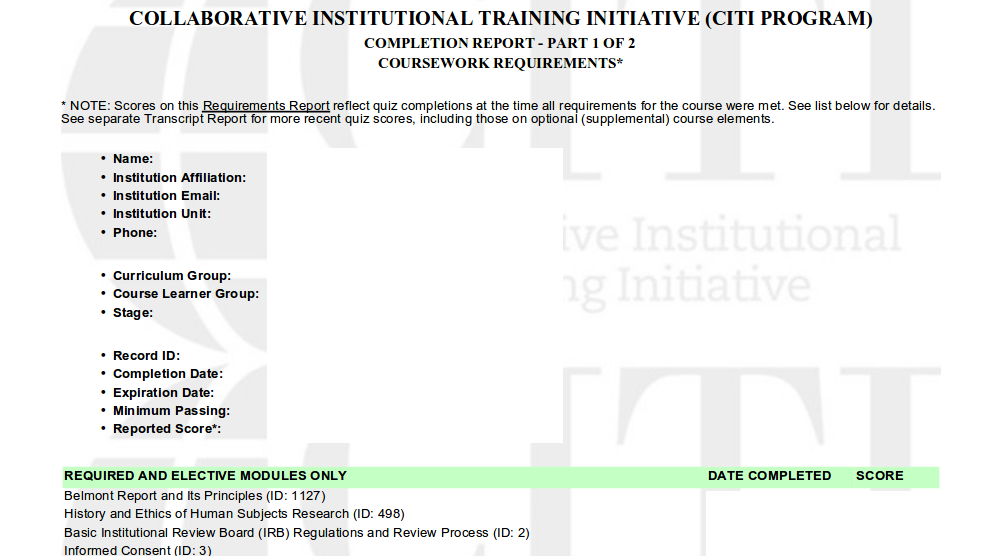 COLLABORATIVE INSTITUTIONAL TRAINING INITIATIVE (CITI PROGRAM)
COMPLETION REPORT - PART 1 OF 2
COURSEWORK REQUIREMENTS*
* NOTE: Scores on this Requirements Report reflect quiz completions at the time all requirements for the course were met. See list below for details.
See separate Transcript Report for more recent quiz scores, including those on optional (supplemental) course elements.
• Name:
• Institution Affiliation:
• Institution Email:
• Institution Unit:
• Phone:
ive Institutional
ng Initiative
• Curriculum Group:
• Course Learner Group:
• Stage:
• Record ID:
• Completion Date:
• Expiration Date:
• Minimum Passing:
• Reported Score*:
REQUIRED AND ELECTIVE MODULES ONLY DATE COMPLETED SCORE
Belmont Report and Its Principles (ID: 1127)
History and Ethics of Human Subjects Research (ID: 498)
Basic Institutional Review Board (IRB) Regulations and Review Process (ID: 2)
Informed Consent (ID: 3)